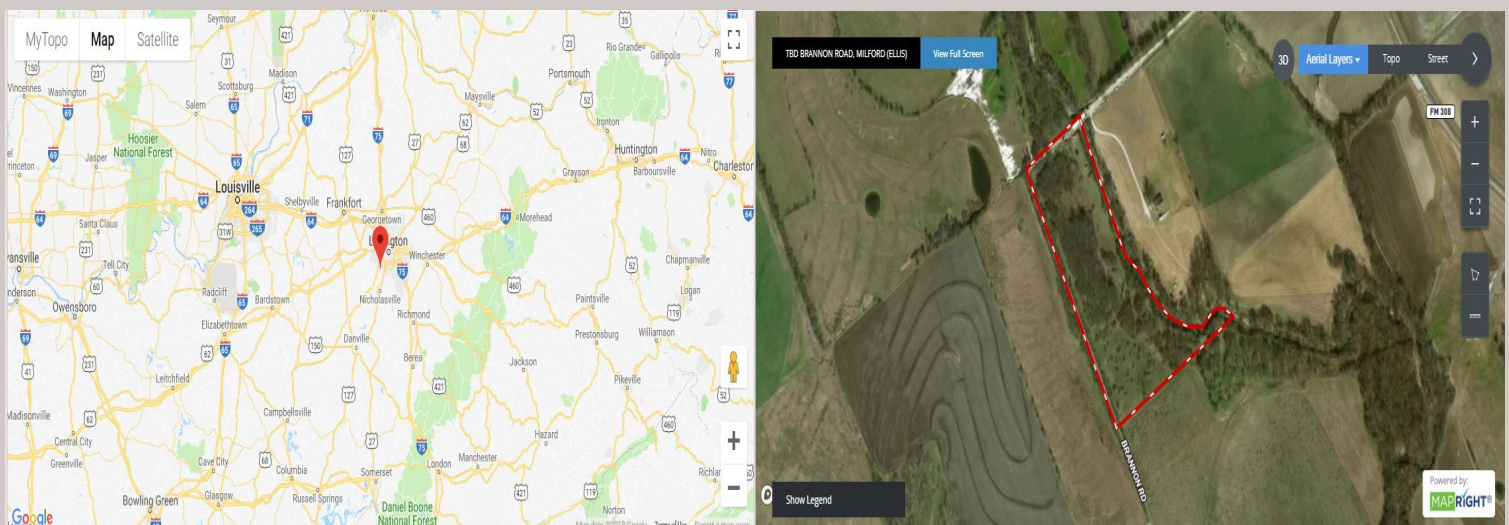 MyTopo Map Satellite
Seymour
Madison
Scottsburg
Salem
Vincennes
Washington
Jasper
Hoosier
National Forest
Louisville
Shelbyville
Frankfort
Georgetown
Santa Claus
Tell City
Owensboro
Radcliff
Bardstown
Elizabethtown
Nicholasville
Winchester
Richmond
Danville
Berea
Leitchfield
Campbellsville
Madisonville
Central City
Greenville
Cave City
Columbia
Glasgow
Bowling Green
Russell Springs
Somerset
London
Manchester
Hazard
Jackson
Daniel Boone
National Forest
Norton
Pikeville
Prestonsburg
Williamson
Paintsville
Logan
Chapmanville
Morehead
Grayson
Barboursville
Huntington
Nitro
Charleston
Ironton
Maysville
Portsmouth
Rio Grande
Gallipolis
Google
TBD BRANNON ROAD, MILFORD (ELLIS)
View Full Screen
3D
Aerial Layers
Topo
Street
FM 308
BRANNON RD
Show Legend
Powered by:
MAPRIGHT®